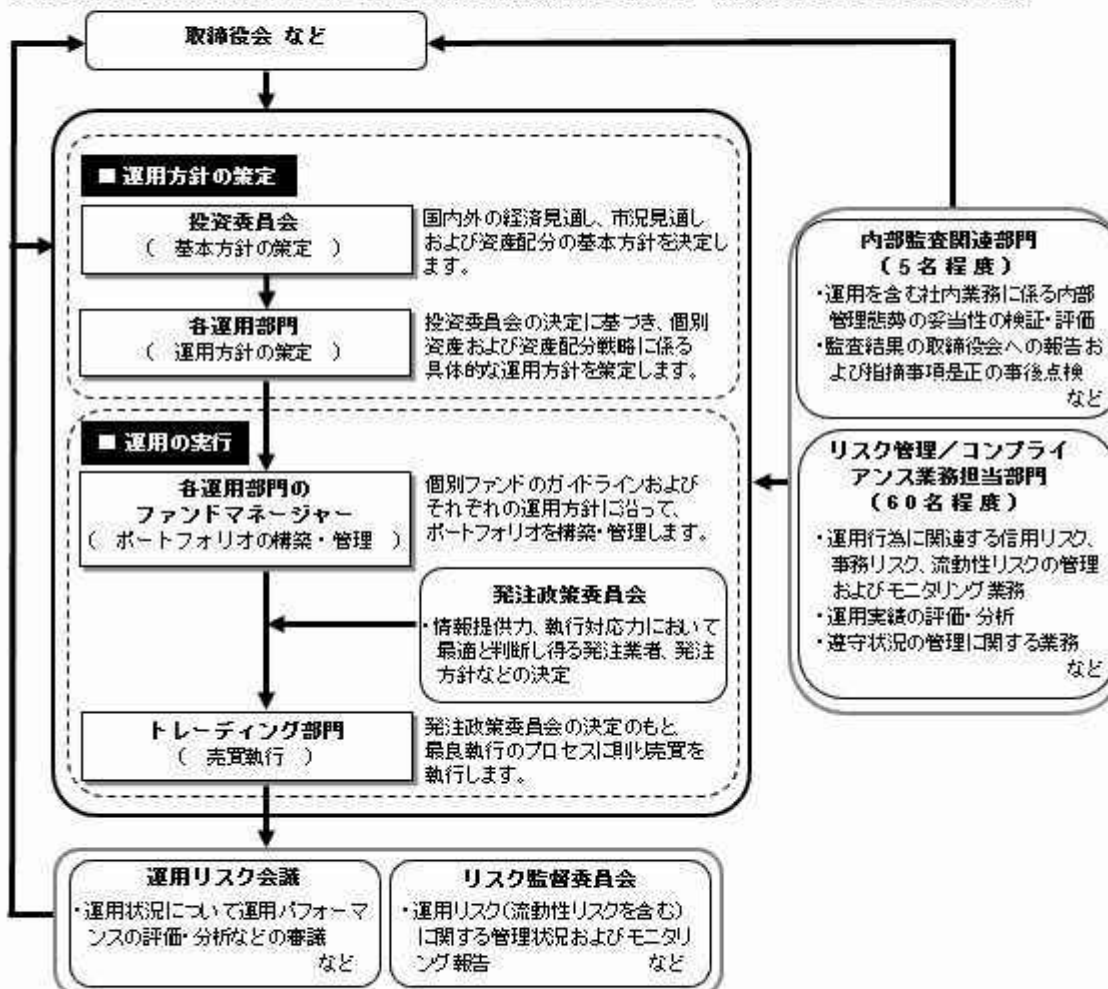 取締役会 など
■ 運用方針の策定
投資委員会
（ 基本方針の策定 ）
国内外の経済見通し、市況見通し
および資産配分の基本方針を決定し
ます。
各運用部門
（ 運用方針の策定 ）
投資委員会の決定に基づき、個別
資産および資産配分戦略に係る
具体的な運用方針を策定します。
■ 運用の実行
各運用部門の
ファンドマネージャー
（ ポートフォリオの構築・管理 ）
個別ファンドのガイドラインおよび
それぞれの運用方針に沿って、
ポートフォリオを構築・管理します。
発注政策委員会
・情報提供力、執行対応力において
最適と判断し得る発注業者、発注
方針などの決定
トレーディング部門
（ 売買執行 ）
発注政策委員会の決定のもと
最良執行のプロセスに則り売買を
執行します。
内部監査関連部門
（５名程度）
・運用を含む社内業務に係る内部
管理態勢の妥当性の検証・評価
・監査結果の取締役会への報告お
よび指摘事項是正の事後点検
など
リスク管理／コンプライ
アンス業務担当部門
（６０名程度）
・運用行為に関連する信用リスク、
事務リスク、流動性リスクの管理
およびモニタリング業務
・運用実績の評価・分析
・遵守状況の管理に関する業務
など
運用リスク会議
・運用状況について運用パフォーマ
ンスの評価・分析などの審議
など
リスク監督委員会
・運用リスク(流動性リスクを含む)
に関する管理状況およびモニタリ
ング報告 など